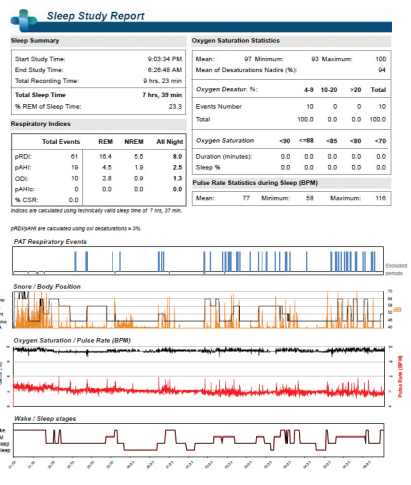 Sleep Study Report
Sleep Summary
Start Study Time: 9:03:34 PM
End Study Time: 6:26:48 AM
Total Recording Time: 9 hrs, 23 min
Total Sleep Time 7 hrs, 39 min
% REM of Sleep Time: 23.3
Respiratory Indices
Total Events REM NREM All Night
pRDI: 61 16.4 5.5 8.0
pAHI: 19 4.5 1.9 2.5
ODI: 10 2.8 0.9 1.3
pAHIc: 0 0.0 0.0 0.0
% CSR: 0.0
Indices are calculated using technically valid sleep time of 7 hrs, 37 min.
pRDI/pAHI are calculated using oxi desaturations ≥ 3%
Oxygen Saturation Statistics
Mean: 97 Minimum: 93 Maximum: 100
Mean of Desaturations Nadirs (%): 94
Oxygen Desatur. %: 4-9 10-20 >20 Total
Events Number 10 0 0 10
Total 100.0 0.0 0.0 100.0
Oxygen Saturation <90 <=88 <85 <80 <70
Duration (minutes): 0.0 0.0 0.0 0.0 0.0
Sleep % 0.0 0.0 0.0 0.0 0.0
Pulse Rate Statistics during Sleep (BPM)
Mean: 77 Minimum: 58 Maximum: 116
PAT Respiratory Events
Excluded
periods
Snore / Body Position
70
dB
40
Oxygen Saturation / Pulse Rate (BPM)
Pulse Rate (BPM)
Wake / Sleep stages